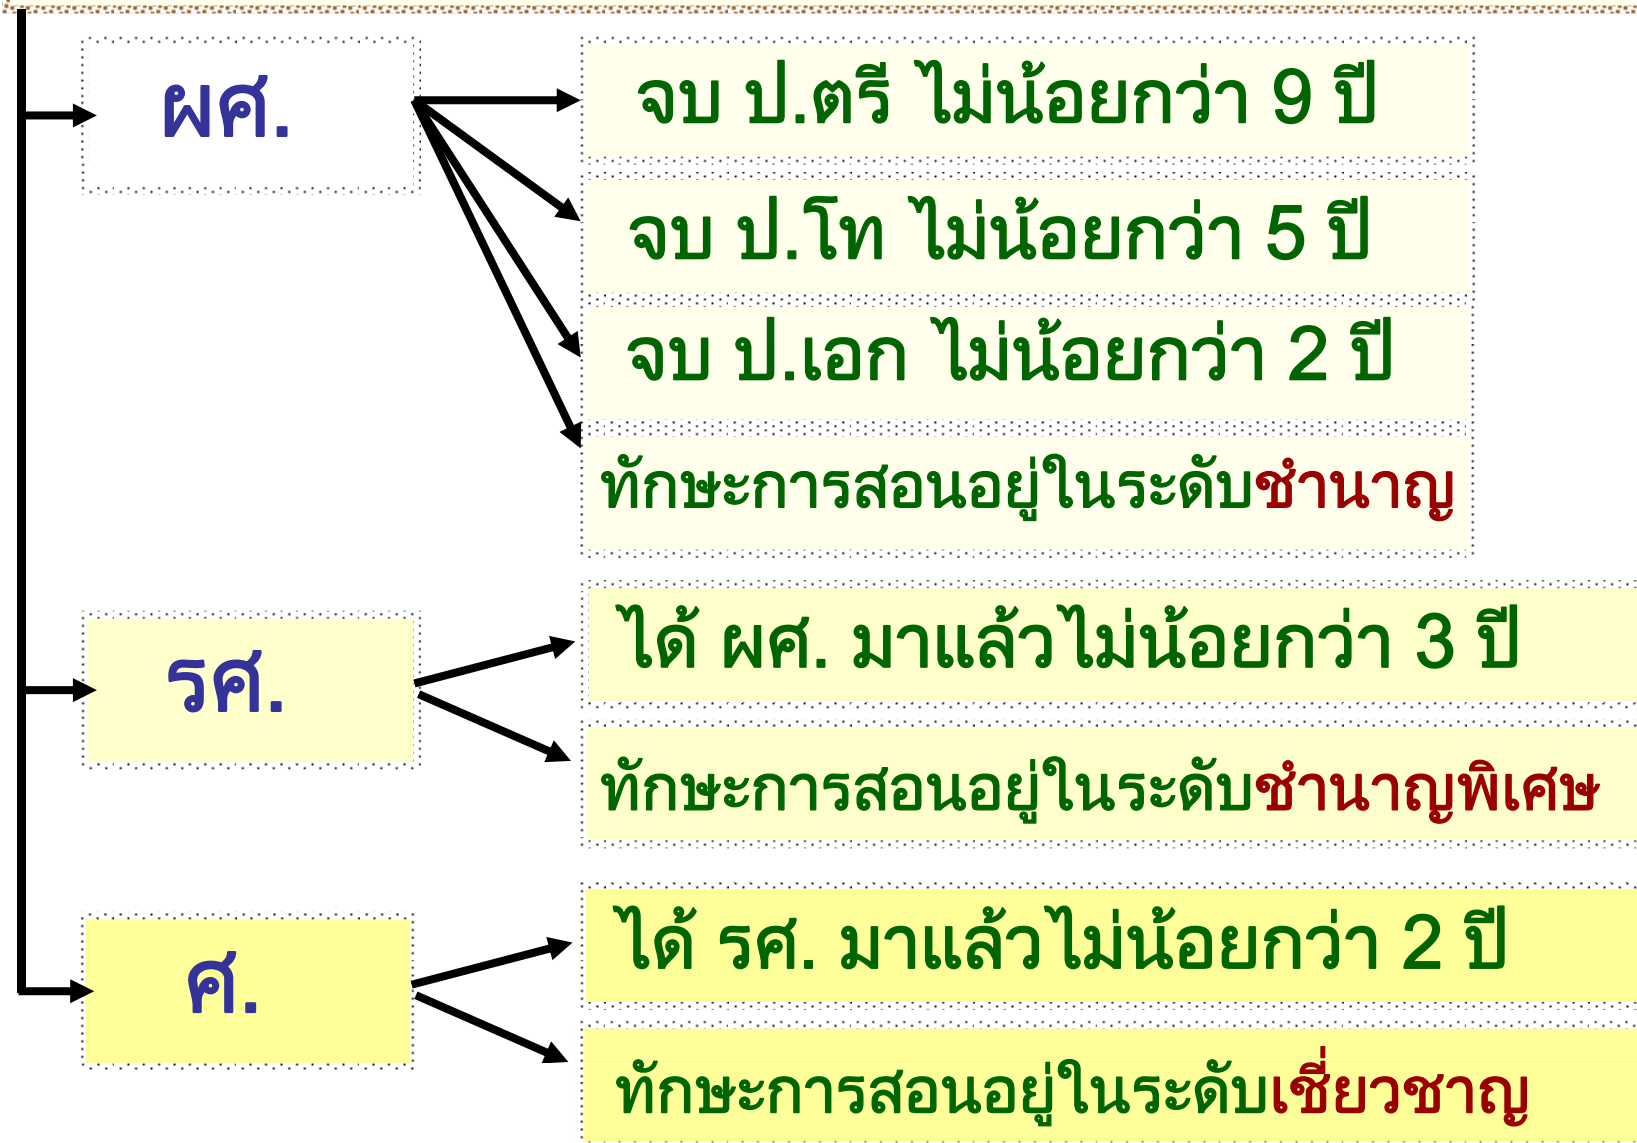 ผศ.
จบ ป.ตรี ไม่น้อยกว่า 9 ปี
จบ ป.โท ไม่น้อยกว่า 5 ปี
จบ ป.เอก ไม่น้อยกว่า 2 ปี
ทักษะการสอนอยู่ในระดับชำนาญ
รศ.
ได้ ผศ. มาแล้วไม่น้อยกว่า 3 ปี
ทักษะการสอนอยู่ในระดับชำนาญพิเศษ
ศ.
ได้ รศ. มาแล้วไม่น้อยกว่า 2 ปี
ทักษะการสอนอยู่ในระดับเชี่ยวชาญ